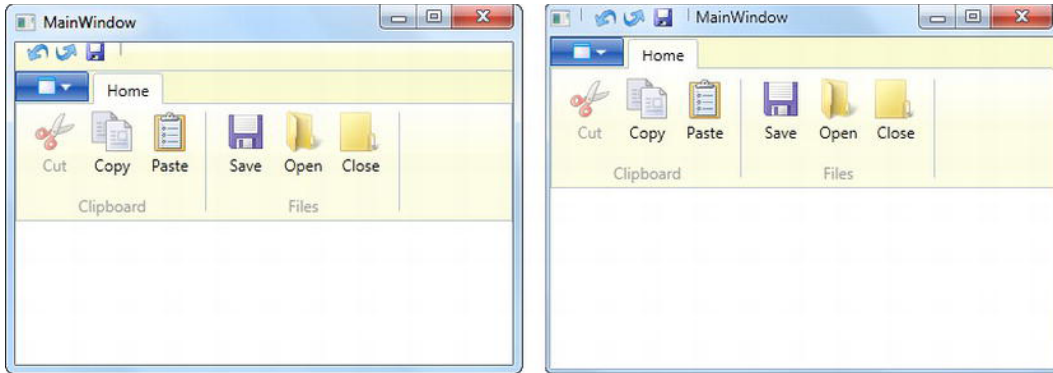 MainWindow
Home
Cut Copy Paste Save Open Close
Clipboard Files
MainWindow
Home
Cut Copy Paste Save Open Close
Clipboard Files